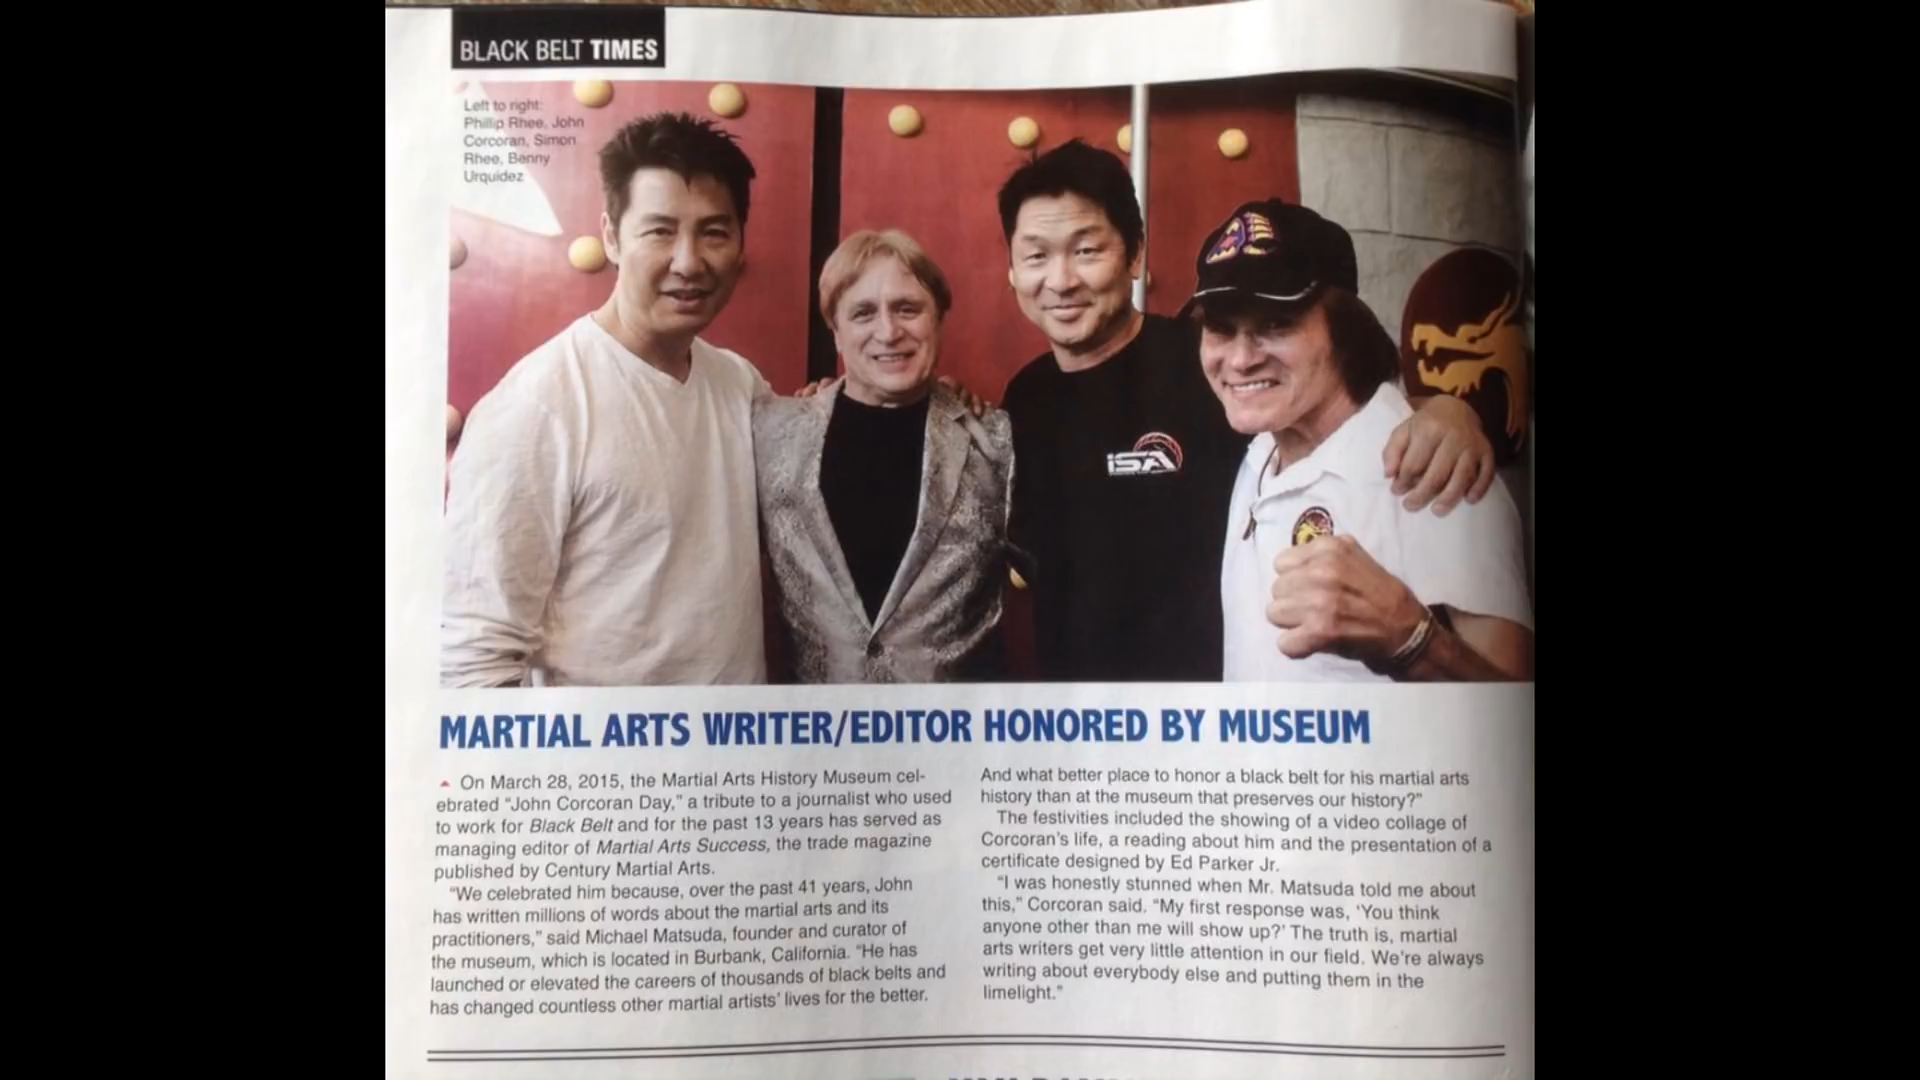 BLACK BELT TIMES
Left to right:
Phillip Rhee, John
Corcoran, Simon
Rhee, Benny
Urquidez
iSA
MARTIAL ARTS WRITER/EDITOR HONORED BY MUSEUM
On March 28, 2015, the Martial Arts History Museum cel-
ebrated “John Corcoran Day,” a tribute to a journalist who used
to work for Black Belt and for the past 13 years has served as
managing editor of Martial Arts Success, the trade magazine
published by Century Martial Arts.
“We celebrated him because, over the past 41 years, John
has written millions of words about the martial arts and its
practitioners,” said Michael Matsuda, founder and curator of
the museum, which is located in Burbank, California. “He has
launched or elevated the careers of thousands of black belts and
has changed countless other martial artists’ lives for the better.
And what better place to honor a black belt for his martial arts
history than at the museum that preserves our history?”
The festivities included the showing of a video collage of
Corcoran’s life, a reading about him and the presentation of a
certificate designed by Ed Parker Jr.
“I was honestly stunned when Mr. Matsuda told me about
this,” Corcoran said. “My first response was, ‘You think
anyone other than me will show up?’ The truth is, martial
arts writers get very little attention in our field. We’re always
writing about everybody else and putting them in the
limelight.”